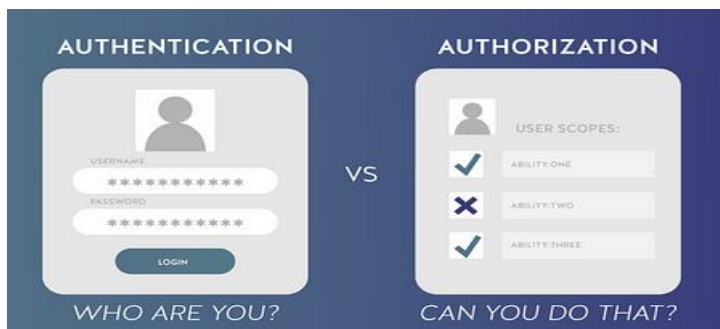 AUTHENTICATION
USERNAME
***********
PASSWORD
***********
LOGIN
WHO ARE YOU?
VS
AUTHORIZATION
USER SCOPES:
ABILITY:ONE
ABILITY:TWO
ABILITY:THREE
CAN YOU DO THAT?